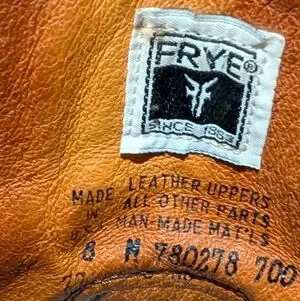 FRYE®
SINCE 1863
MADE LEATHER UPPERS
IN ALL OTHER PARTS
U.S. MAN-MADE MAT'LS
8 M 780278 700